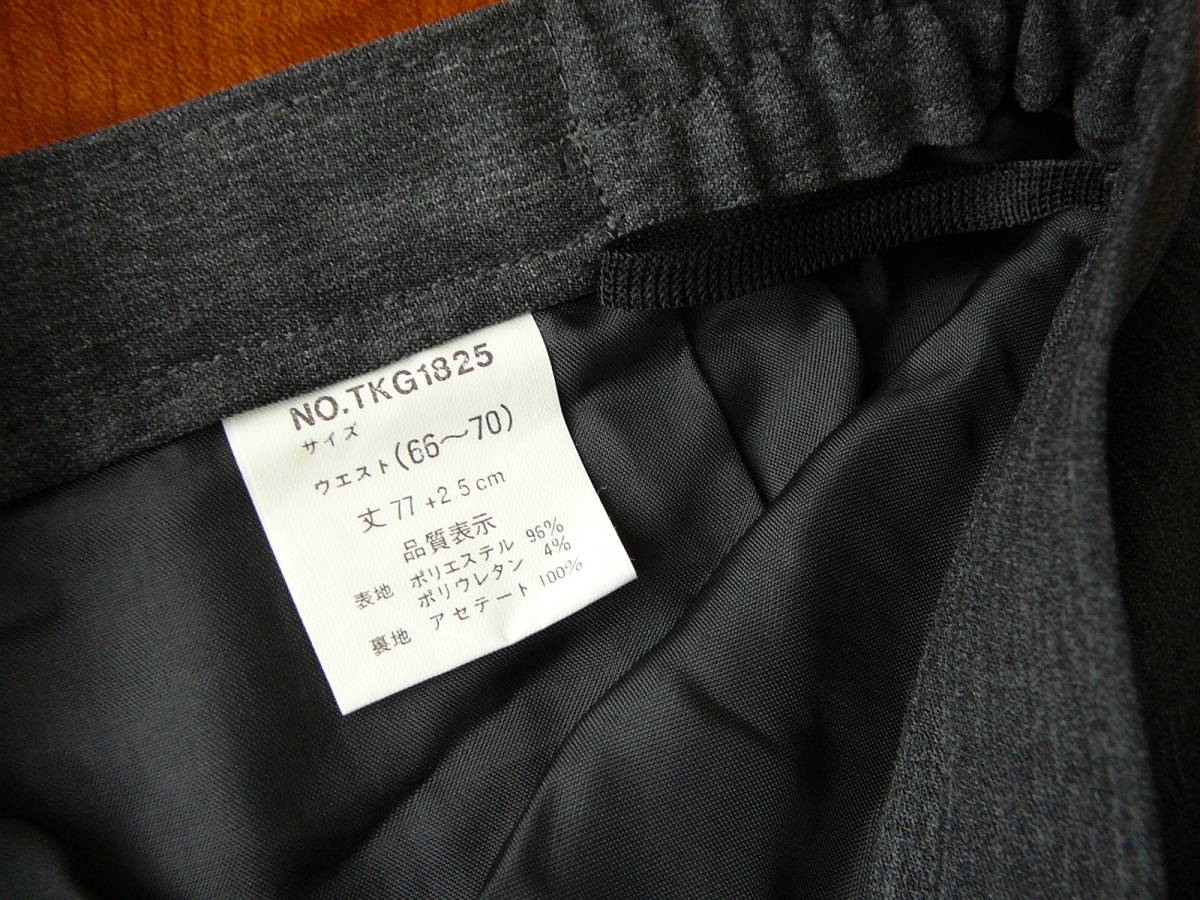 NO.TKG1825
サイズ
ウエスト(66～70)
丈 77 +2.5cm
品質表示
表地 ポリエステル 96%
ポリウレタン 4%
裏地 アセテート 100%